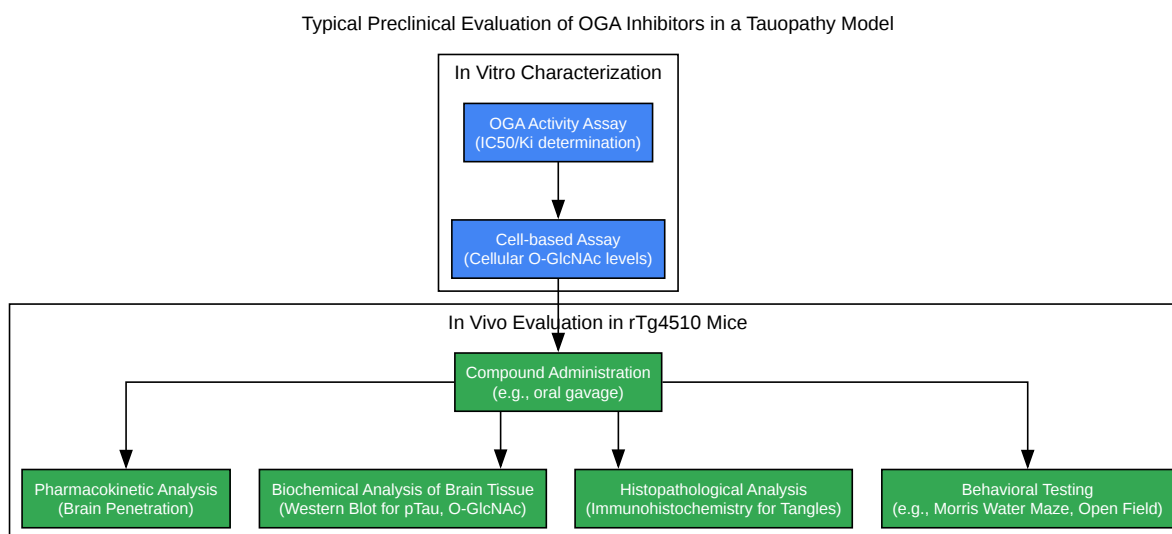 Typical Preclinical Evaluation of OGA Inhibitors in a Tauopathy Model
In Vitro Characterization
OGA Activity Assay
(IC50/Ki determination)
Cell-based Assay
(Cellular O-GlcNAc levels)
In Vivo Evaluation in rTg4510 Mice
Compound Administration
(e.g., oral gavage)
Pharmacokinetic Analysis
(Brain Penetration)
Biochemical Analysis of Brain Tissue
(Western Blot for pTau, O-GlcNAc)
Histopathological Analysis
(Immunohistochemistry for Tangles)
Behavioral Testing
(e.g., Morris Water Maze, Open Field)